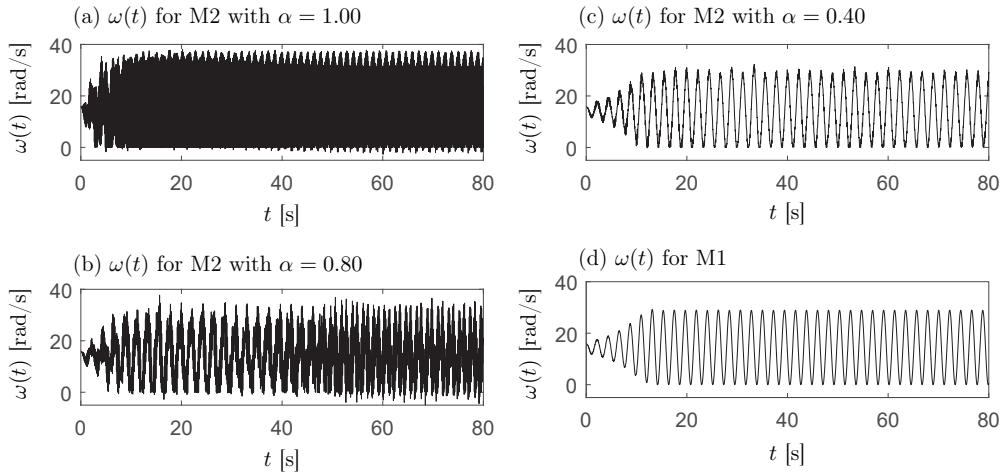 (a) ω(t) for M2 with α = 1.00
ω(t) [rad/s]
40
20
0
0 20 40 60 80
t [s]
(b) ω(t) for M2 with α = 0.80
ω(t) [rad/s]
40
20
0
0 20 40 60 80
t [s]
(c) ω(t) for M2 with α = 0.40
ω(t) [rad/s]
40
20
0
0 20 40 60 80
t [s]
(d) ω(t) for M1
ω(t) [rad/s]
40
20
0
0 20 40 60 80
t [s]